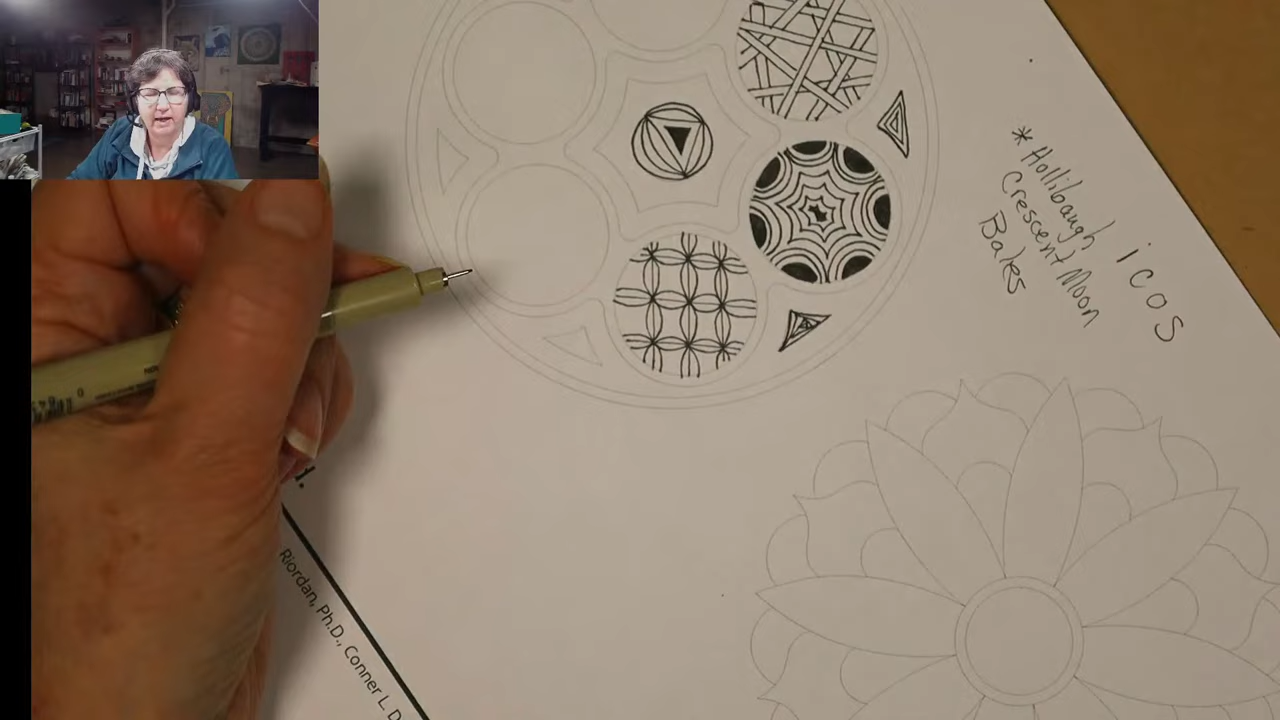 * Hollibaugh
Crescent Moon
Bales
icos
Riordan, Ph.D., Conner L. D